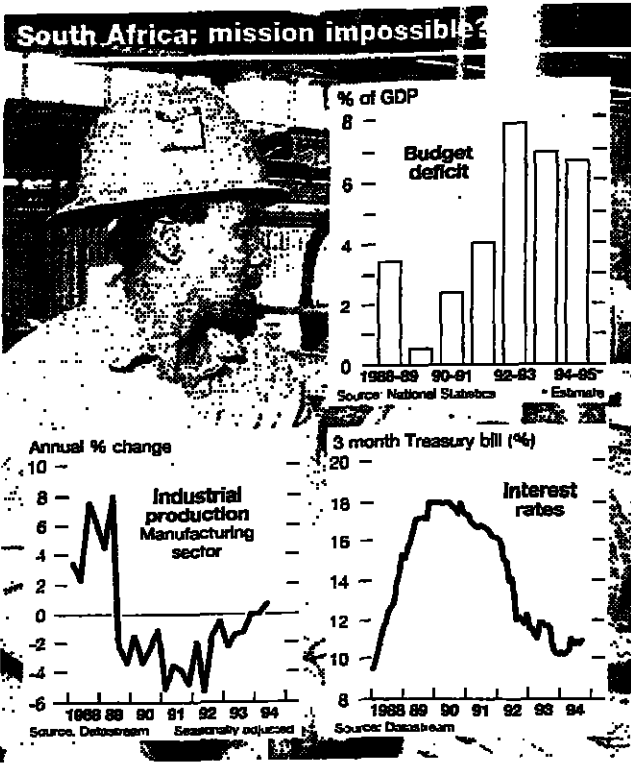 South Africa: mission impossible?
% of GDP
8
6
4
2
0
Budget
deficit
1988-89 90-91 92-93 94-95*
Source: National Statistics * Estimate
Annual % change
10
8
6
4
2
0
-2
-4
-6
Industrial
production
Manufacturing
sector
1988 89 90 91 92 93 94
Source: Datastream Seasonally adjusted
3 month Treasury bill (%)
20
18
16
14
12
10
8
Interest
rates
1988 89 90 91 92 93 94
Source: Datastream